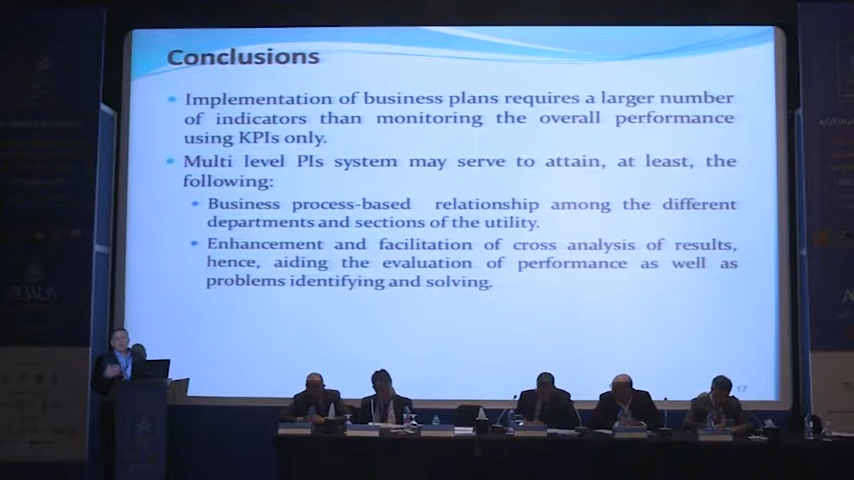 Conclusions
Implementation of business plans requires a larger number
of indicators than monitoring the overall performance
using KPIs only.
Multi level PIs system may serve to attain, at least, the
following:
Business process-based relationship among the different
departments and sections of the utility.
Enhancement and facilitation of cross analysis of results,
hence, aiding the evaluation of performance as well as
problems identifying and solving.
17